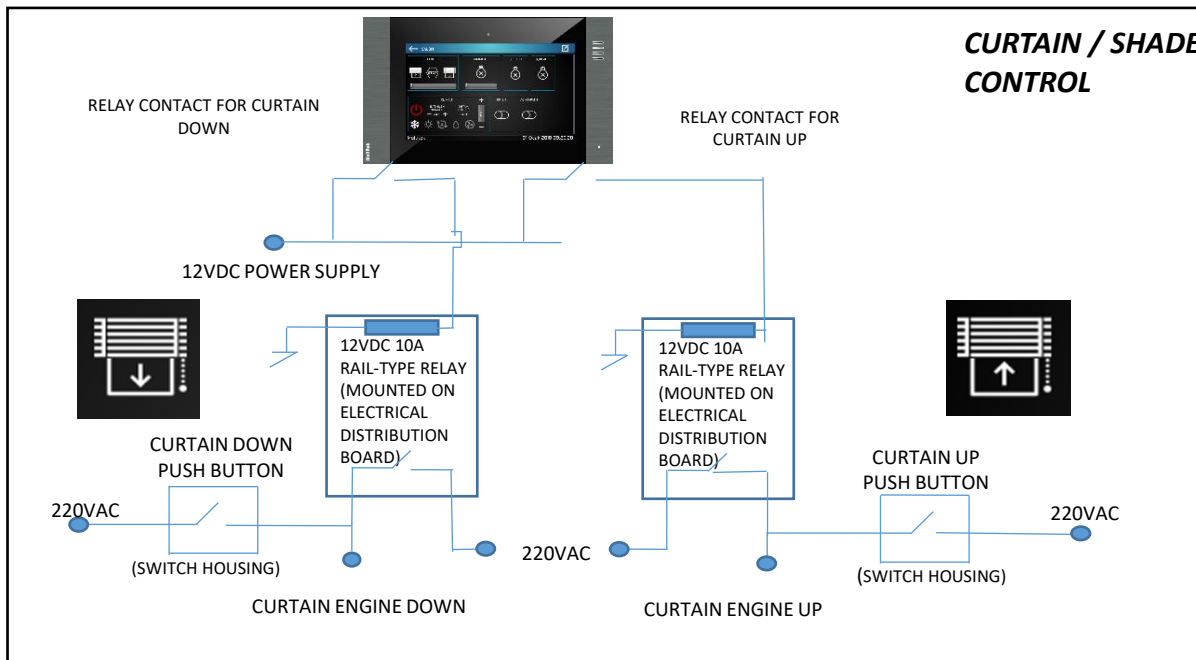 CURTAIN / SHADE
CONTROL
RELAY CONTACT FOR CURTAIN
DOWN
RELAY CONTACT FOR
CURTAIN UP
12VDC POWER SUPPLY
12VDC 10A
RAIL-TYPE RELAY
(MOUNTED ON
ELECTRICAL
DISTRIBUTION
BOARD)
12VDC 10A
RAIL-TYPE RELAY
(MOUNTED ON
ELECTRICAL
DISTRIBUTION
BOARD)
CURTAIN DOWN
PUSH BUTTON
220VAC
(SWITCH HOUSING)
CURTAIN ENGINE DOWN
220VAC
CURTAIN UP
PUSH BUTTON
220VAC
(SWITCH HOUSING)
CURTAIN ENGINE UP